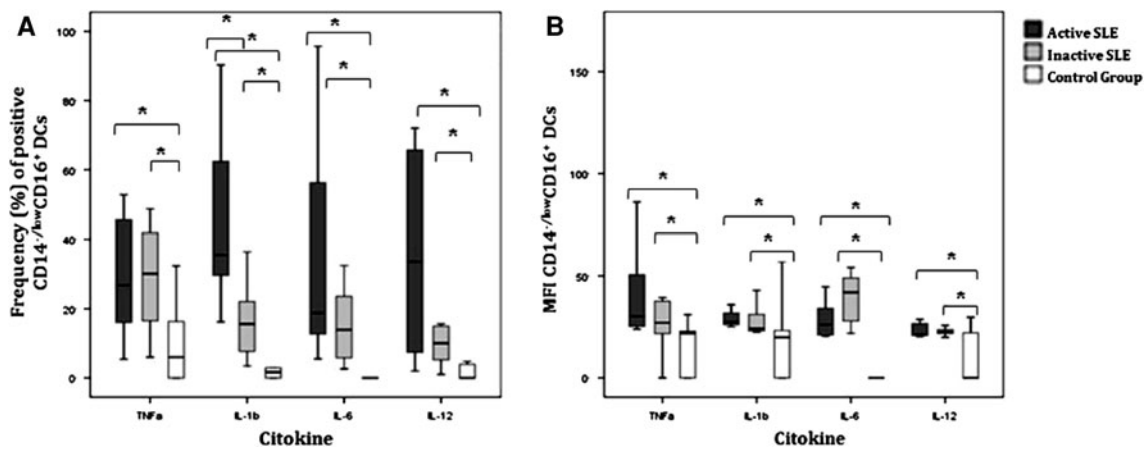 A
Frequency (%) of positive
CD14-/lowCD16+ DCs
100
80
60
40
20
0
* * * * * * * * *
TNFa IL-1b IL-6 IL-12
Citokine
B
MFI CD14-/lowCD16+ DCs
150
100
50
0
* * * * * * * *
TNFa IL-1b IL-6 IL-12
Citokine
Active SLE
Inactive SLE
Control Group